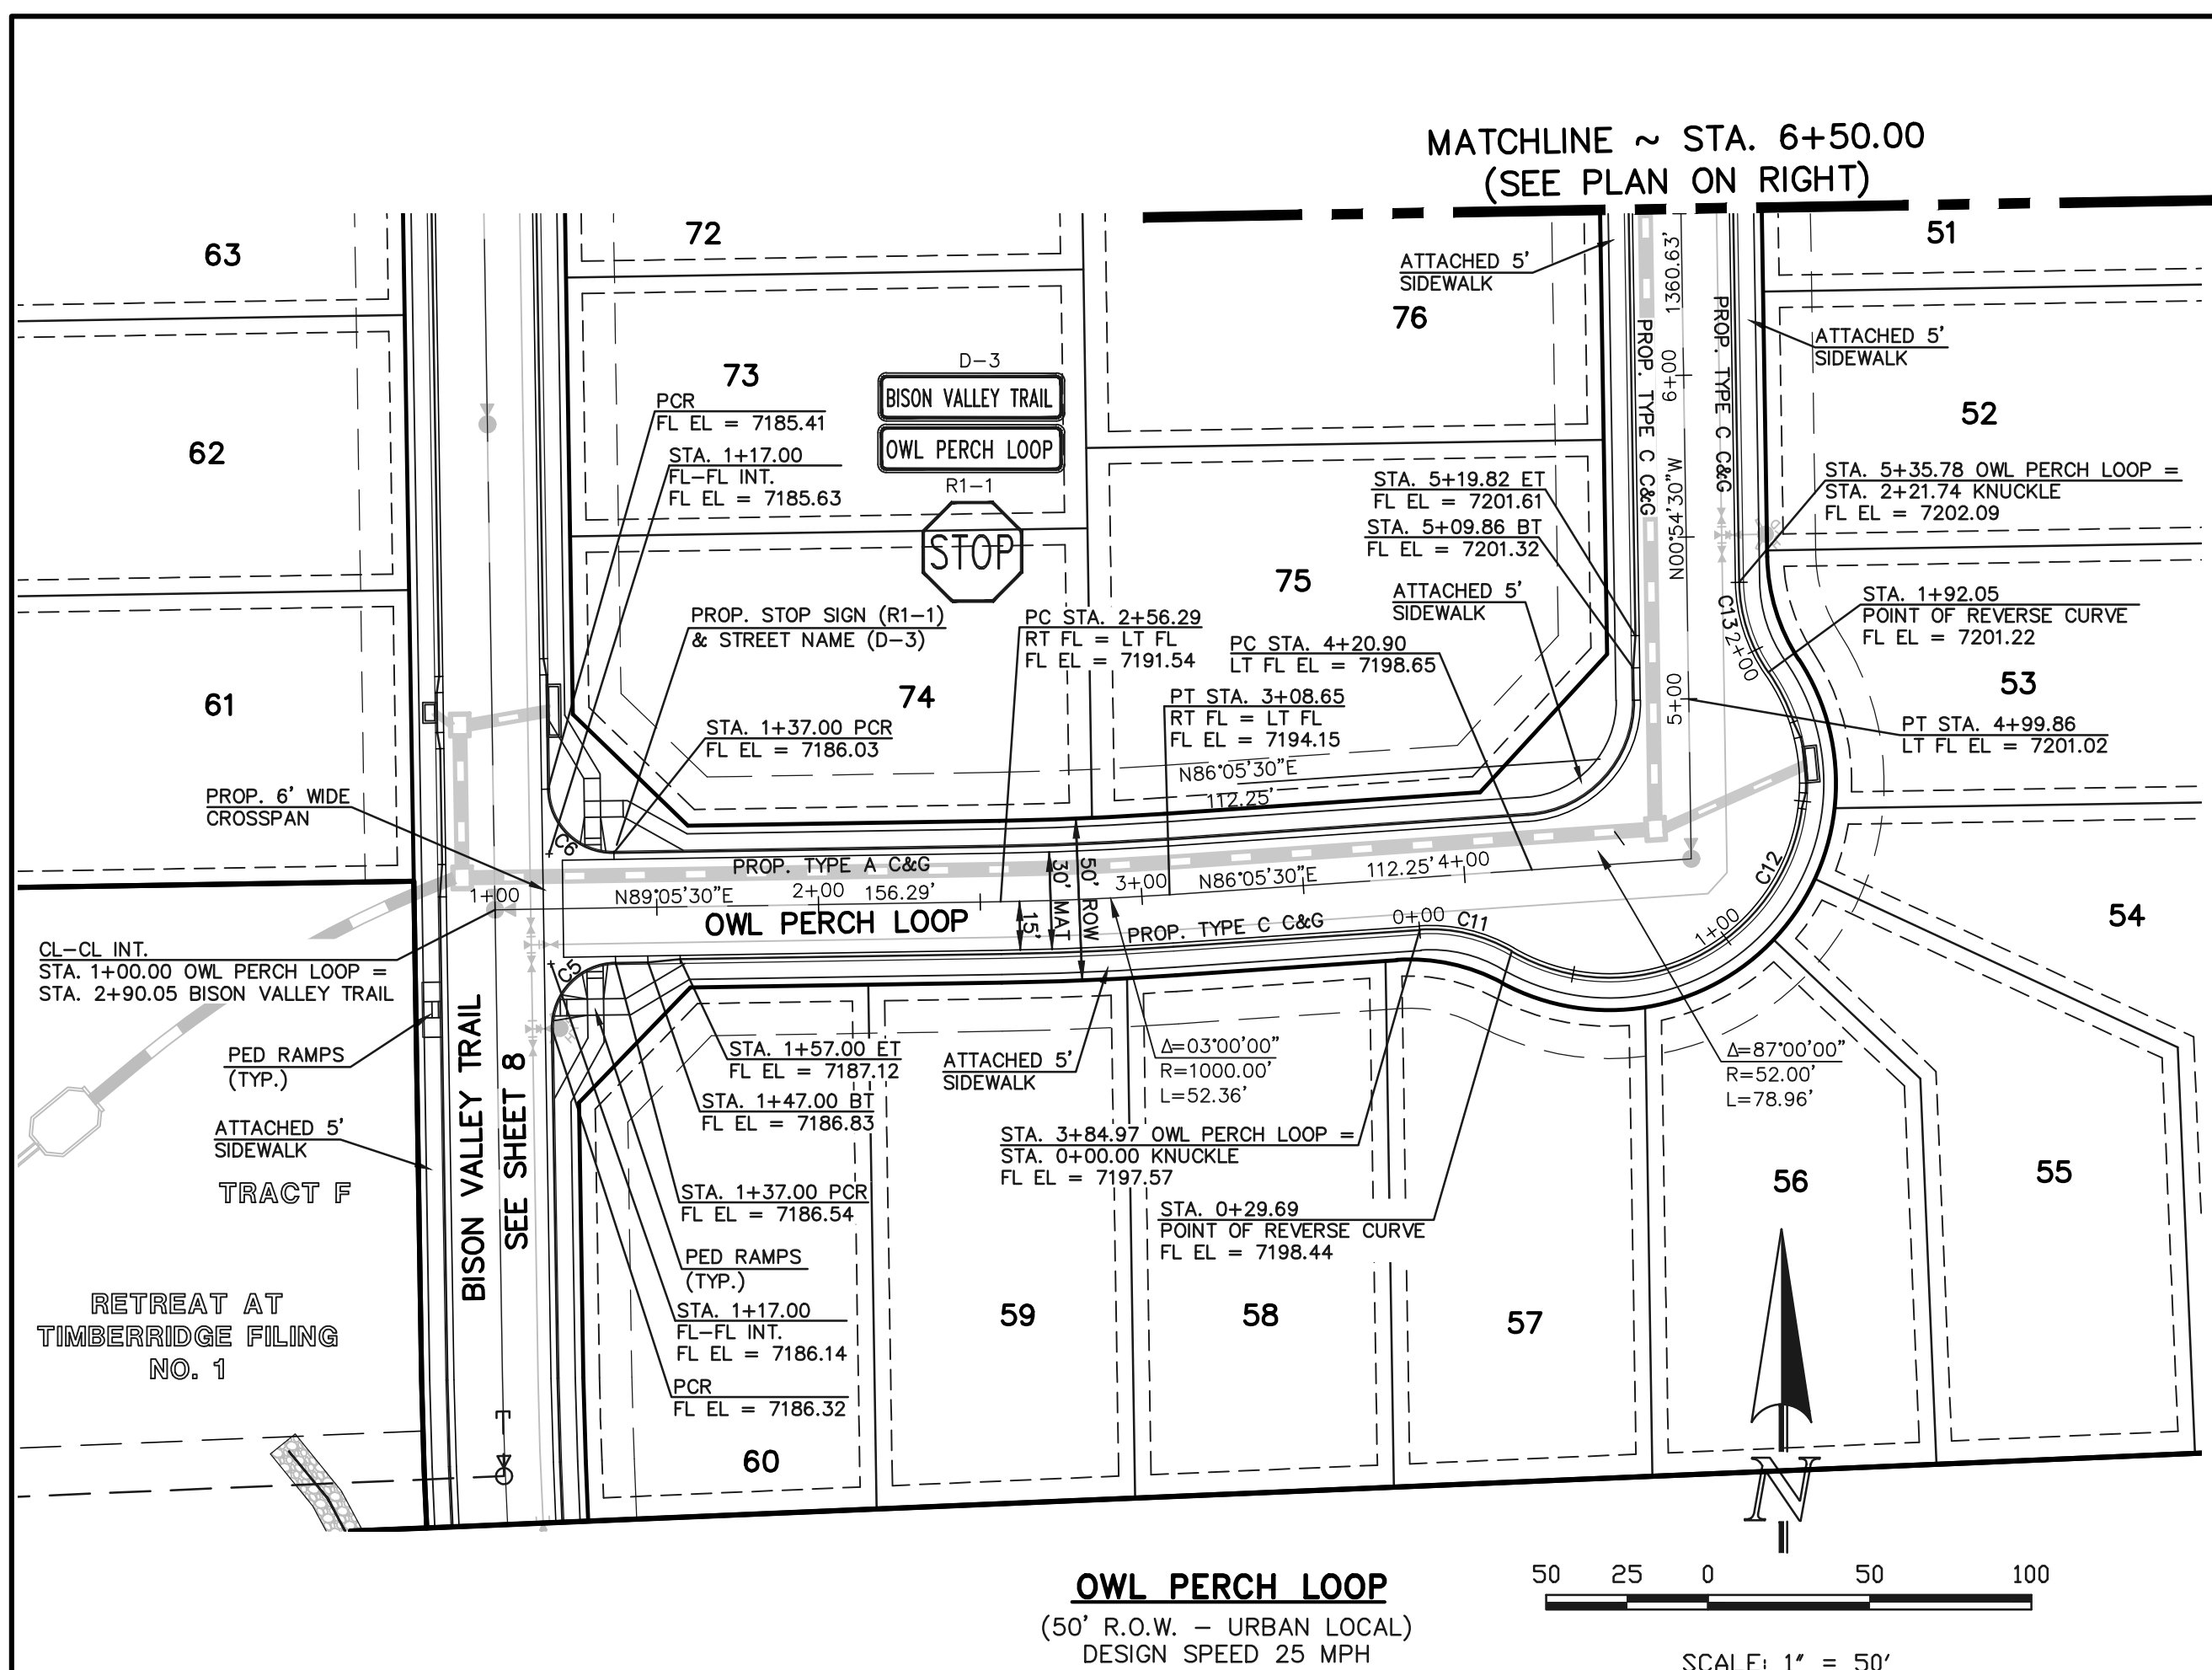 MATCHLINE ~ STA. 6+50.00
(SEE PLAN ON RIGHT)
63
72
51
ATTACHED 5'
SIDEWALK
1360.63'
76
PROP. TYPE C C&G
PROP. TYPE C C&G
6+00
ATTACHED 5'
SIDEWALK
D-3
BISON VALLEY TRAIL
OWL PERCH LOOP
R1-1
STOP
73
PCR
FL EL = 7185.41
62
52
STA. 1+17.00
FL-FL INT.
FL EL = 7185.63
STA. 5+19.82 ET
FL EL = 7201.61
STA. 5+09.86 BT
FL EL = 7201.32
N00°54'30"W
STA. 5+35.78 OWL PERCH LOOP =
STA. 2+21.74 KNUCKLE
FL EL = 7202.09
75
ATTACHED 5'
SIDEWALK
C13
2+00
STA. 1+92.05
POINT OF REVERSE CURVE
FL EL = 7201.22
PROP. STOP SIGN (R1-1)
& STREET NAME (D-3)
PC STA. 2+56.29
RT FL = LT FL
FL EL = 7191.54
PC STA. 4+20.90
LT FL EL = 7198.65
61
74
PT STA. 3+08.65
RT FL = LT FL
FL EL = 7194.15
5+00
53
PT STA. 4+99.86
LT FL EL = 7201.02
STA. 1+37.00 PCR
FL EL = 7186.03
N86°05'30"E
112.25'
PROP. 6' WIDE
CROSSPAN
C6
PROP. TYPE A C&G
30' MAT
50' ROW
15'
1+00
N89°05'30"E
2+00
156.29'
3+00
N86°05'30"E
112.25'
4+00
C12
OWL PERCH LOOP
PROP. TYPE C C&G
0+00
C11
1+00
54
CL-CL INT.
STA. 1+00.00 OWL PERCH LOOP =
STA. 2+90.05 BISON VALLEY TRAIL
C5
BISON VALLEY TRAIL
SEE SHEET 8
PED RAMPS
(TYP.)
STA. 1+57.00 ET
FL EL = 7187.12
ATTACHED 5'
SIDEWALK
Δ=03°00'00"
R=1000.00'
L=52.36'
Δ=87°00'00"
R=52.00'
L=78.96'
STA. 1+47.00 BT
FL EL = 7186.83
ATTACHED 5'
SIDEWALK
STA. 3+84.97 OWL PERCH LOOP =
STA. 0+00.00 KNUCKLE
FL EL = 7197.57
TRACT F
STA. 1+37.00 PCR
FL EL = 7186.54
STA. 0+29.69
POINT OF REVERSE CURVE
FL EL = 7198.44
56
55
PED RAMPS
(TYP.)
RETREAT AT
TIMBERRIDGE FILING
NO. 1
STA. 1+17.00
FL-FL INT.
FL EL = 7186.14
59
58
57
PCR
FL EL = 7186.32
60
N
OWL PERCH LOOP
(50' R.O.W. - URBAN LOCAL)
DESIGN SPEED 25 MPH
50 25 0 50 100
SCALE: 1" = 50'